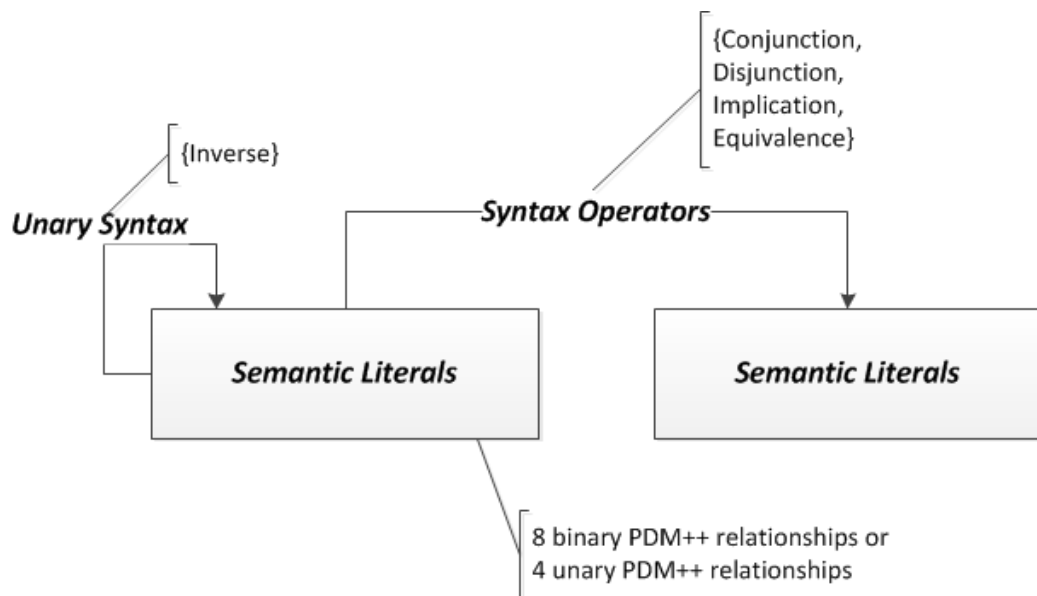 {Conjunction,
Disjunction,
Implication,
Equivalence}
{Inverse}
Unary Syntax
Syntax Operators
Semantic Literals
Semantic Literals
8 binary PDM++ relationships or
4 unary PDM++ relationships